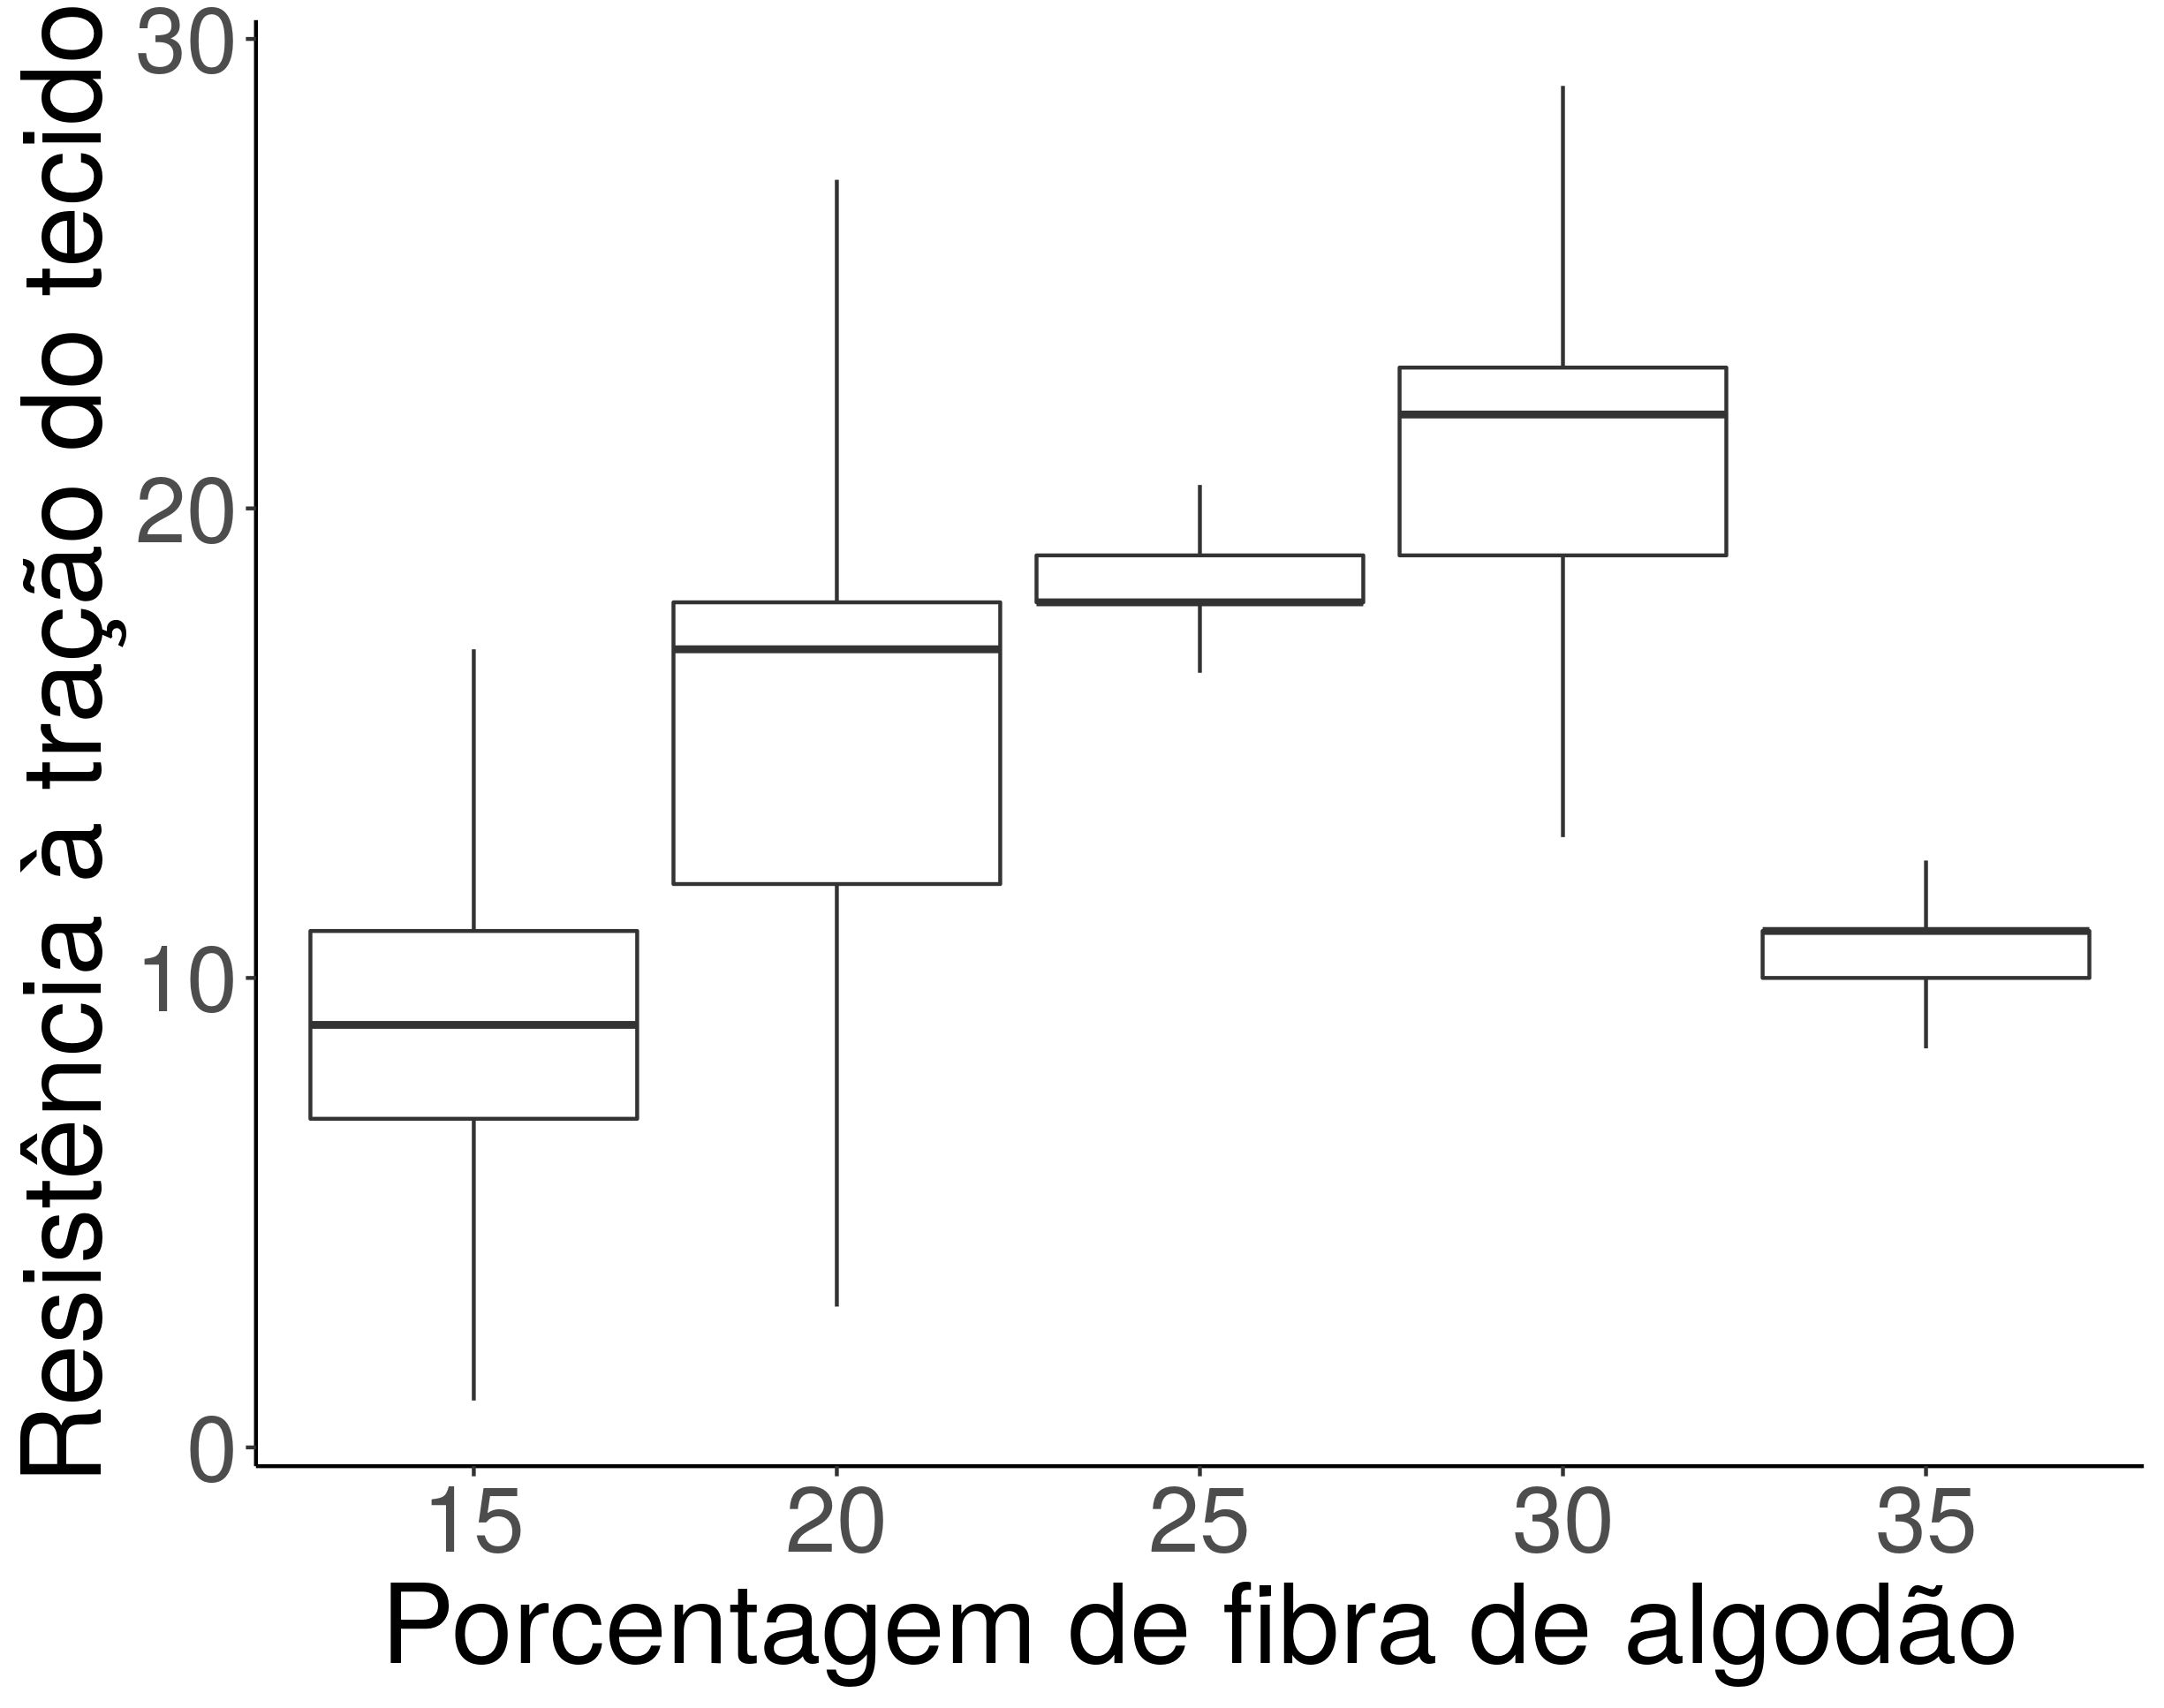 Resistência à tração do tecido
30
20
10
0
15 20 25 30 35
Porcentagem de fibra de algodão